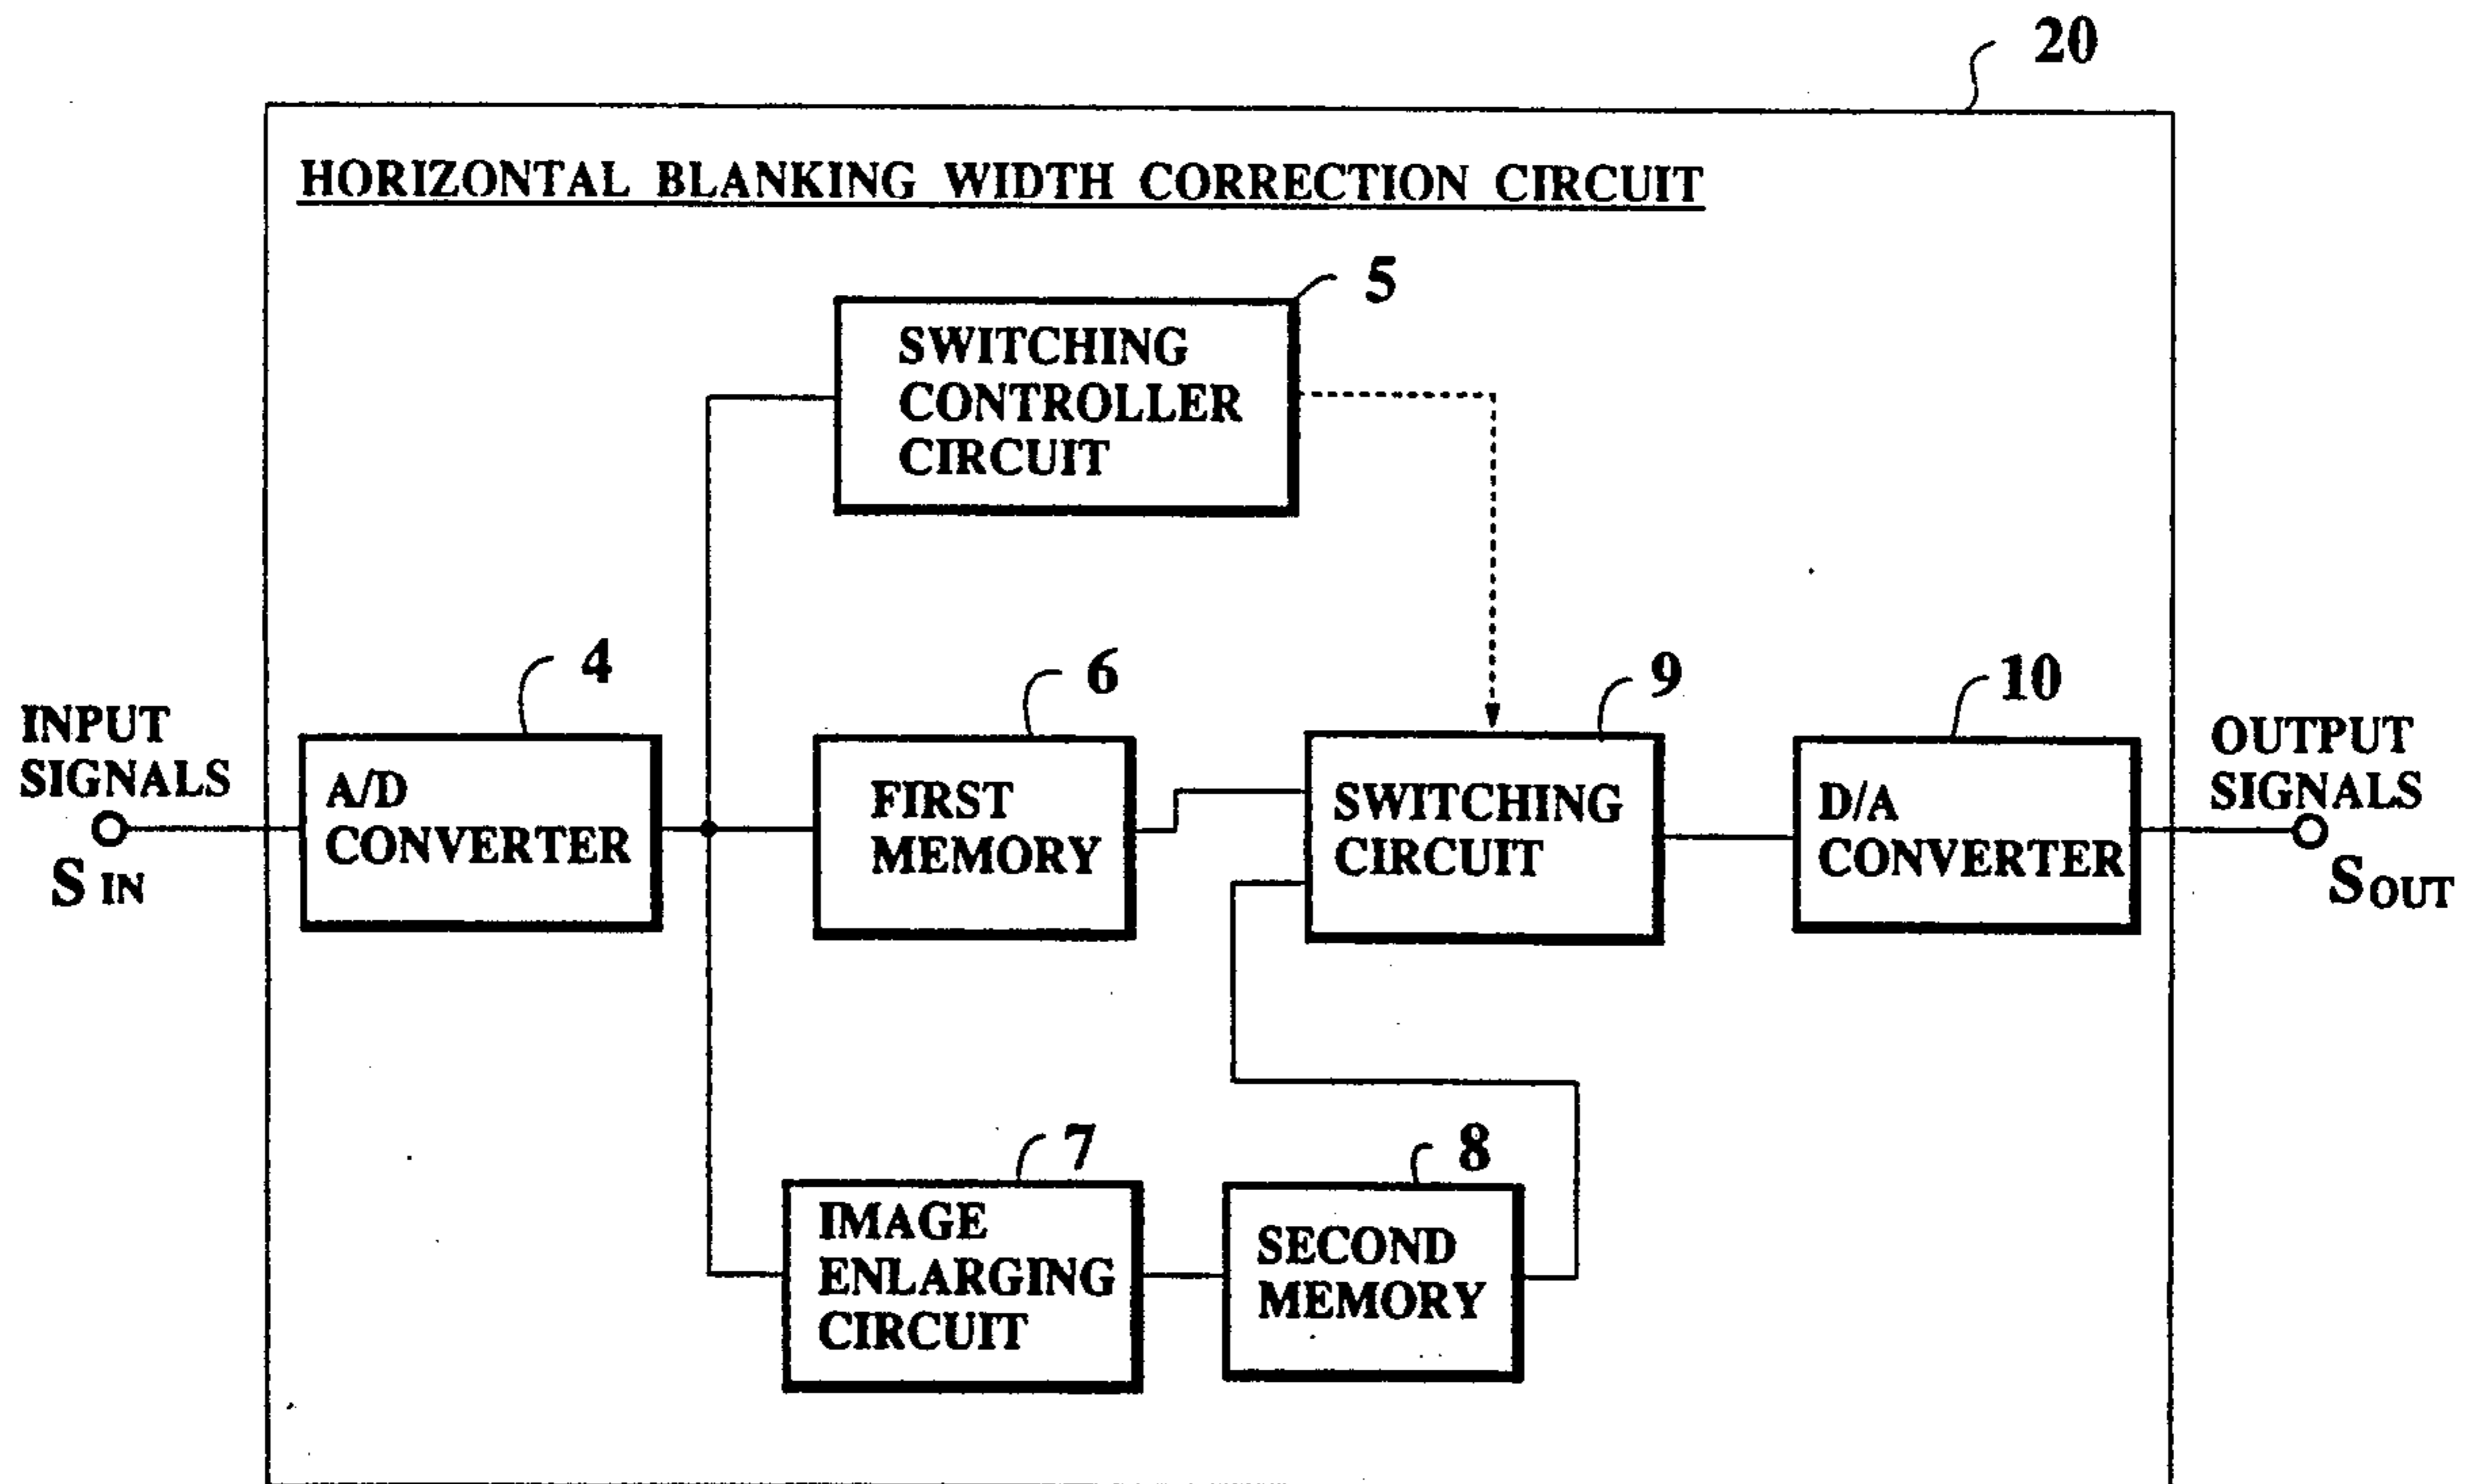 20
HORIZONTAL BLANKING WIDTH CORRECTION CIRCUIT
5
SWITCHING
CONTROLLER
CIRCUIT
4
6
9
10
INPUT
SIGNALS
S IN
A/D
CONVERTER
FIRST
MEMORY
SWITCHING
CIRCUIT
D/A
CONVERTER
OUTPUT
SIGNALS
SOUT
7
8
IMAGE
ENLARGING
CIRCUIT
SECOND
MEMORY